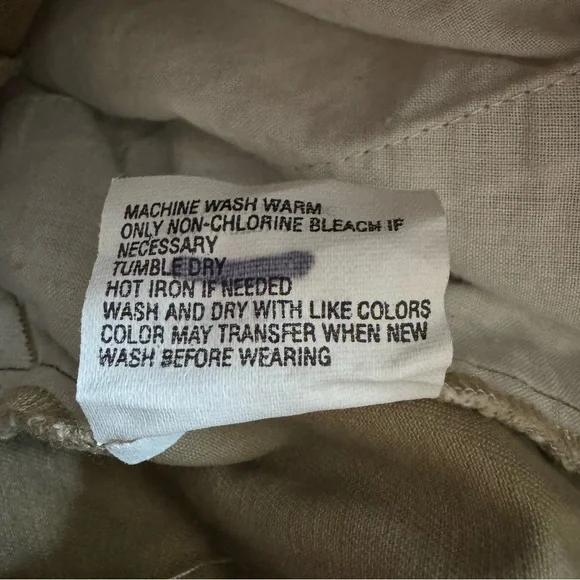 MACHINE WASH WARM
ONLY NON-CHLORINE BLEACH IF
NECESSARY
TUMBLE DRY
HOT IRON IF NEEDED
WASH AND DRY WITH LIKE COLORS
COLOR MAY TRANSFER WHEN NEW
WASH BEFORE WEARING